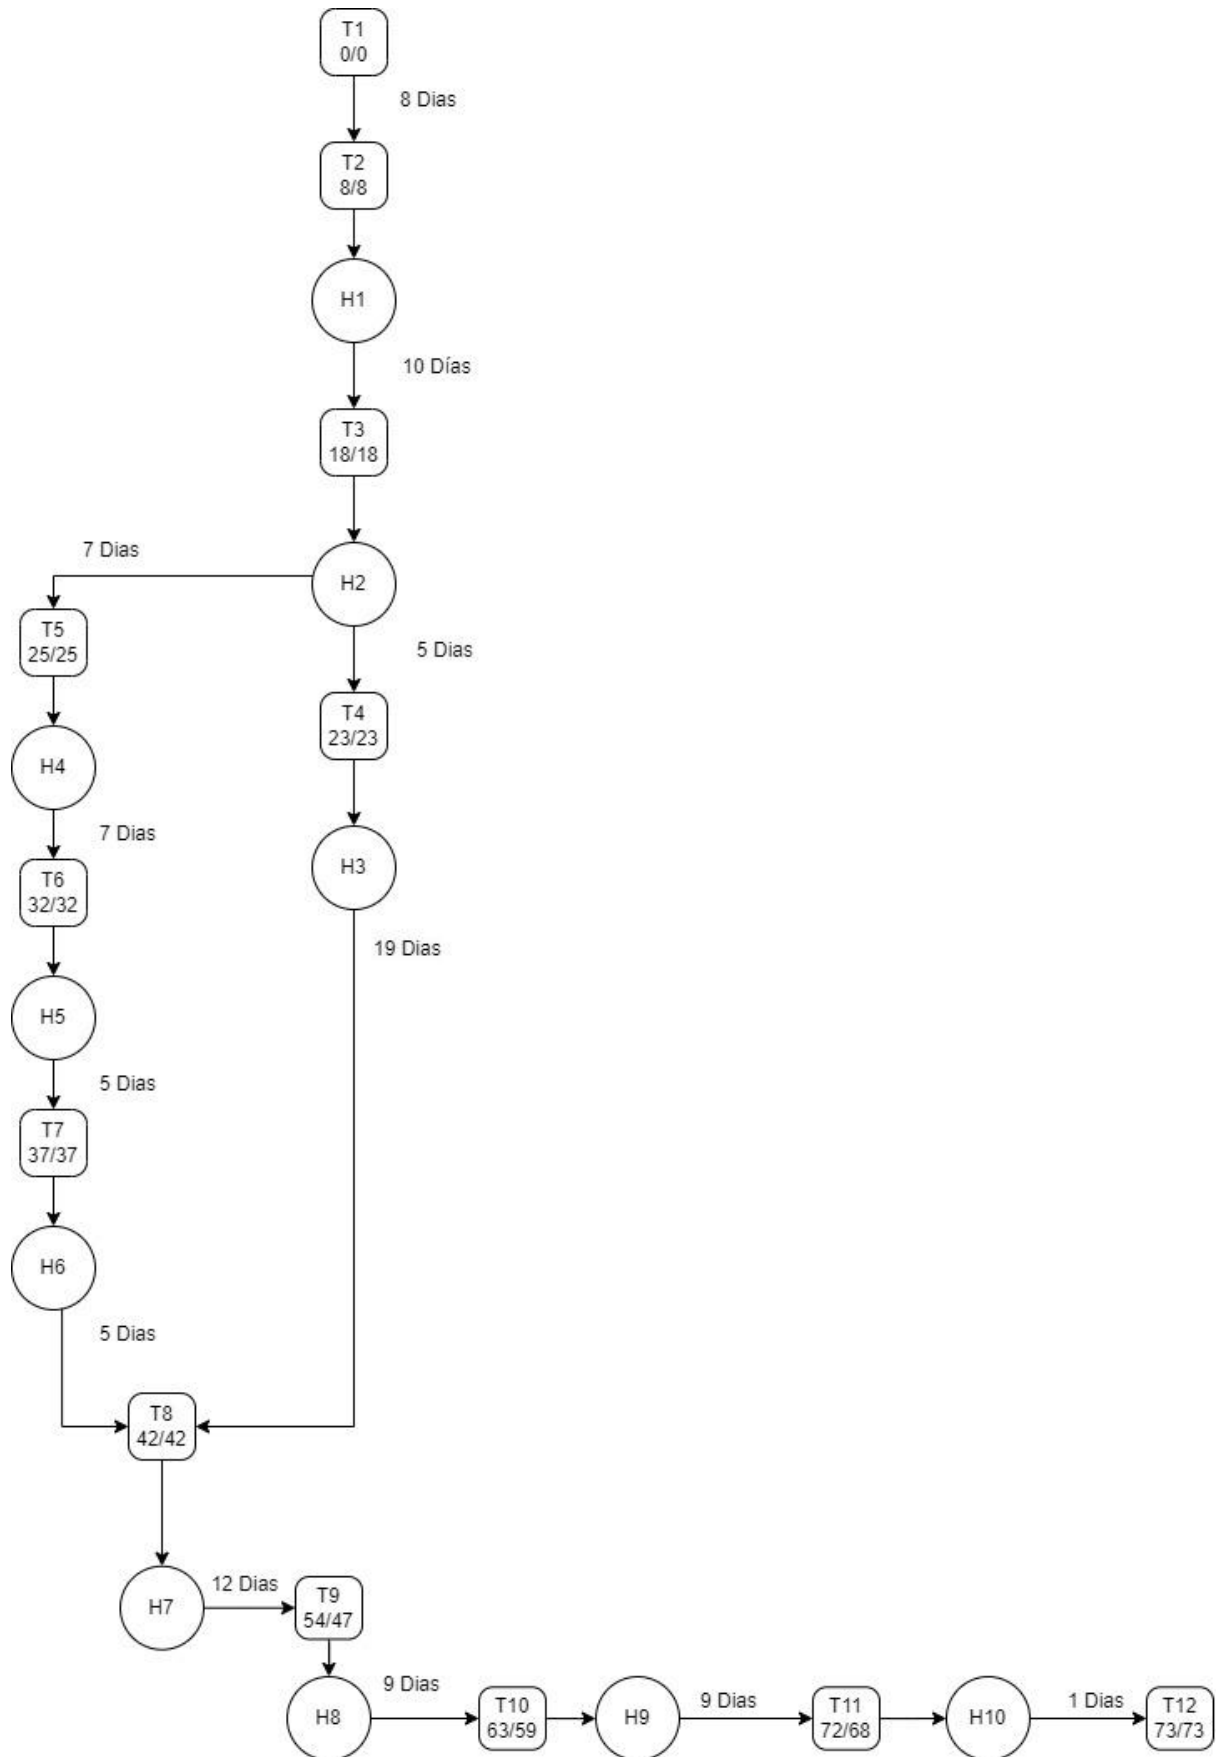 T1
0/0
8 Dias
T2
8/8
H1
10 Días
T3
18/18
7 Dias
H2
T5
25/25
5 Dias
T4
23/23
H4
7 Dias
H3
T6
32/32
19 Dias
H5
5 Dias
T7
37/37
H6
5 Dias
T8
42/42
H7
12 Dias
T9
54/47
H8
9 Dias
T10
63/59
H9
9 Dias
T11
72/68
H10
1 Dias
T12
73/73